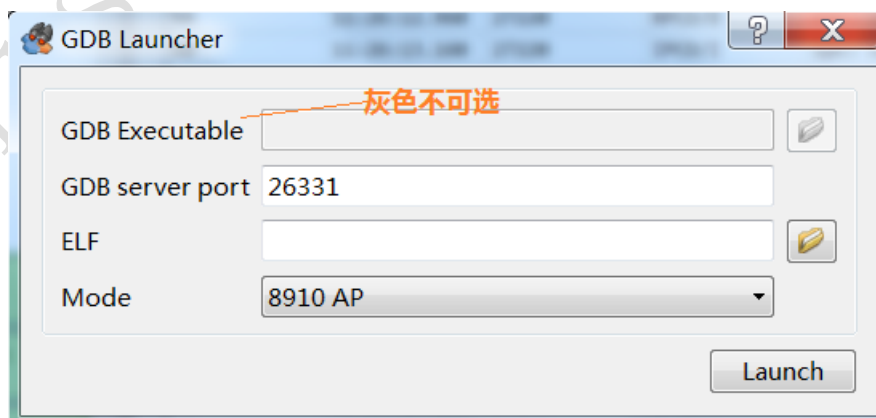 GDB Launcher
灰色不可选
GDB Executable
GDB server port 26331
ELF
Mode 8910 AP
Launch